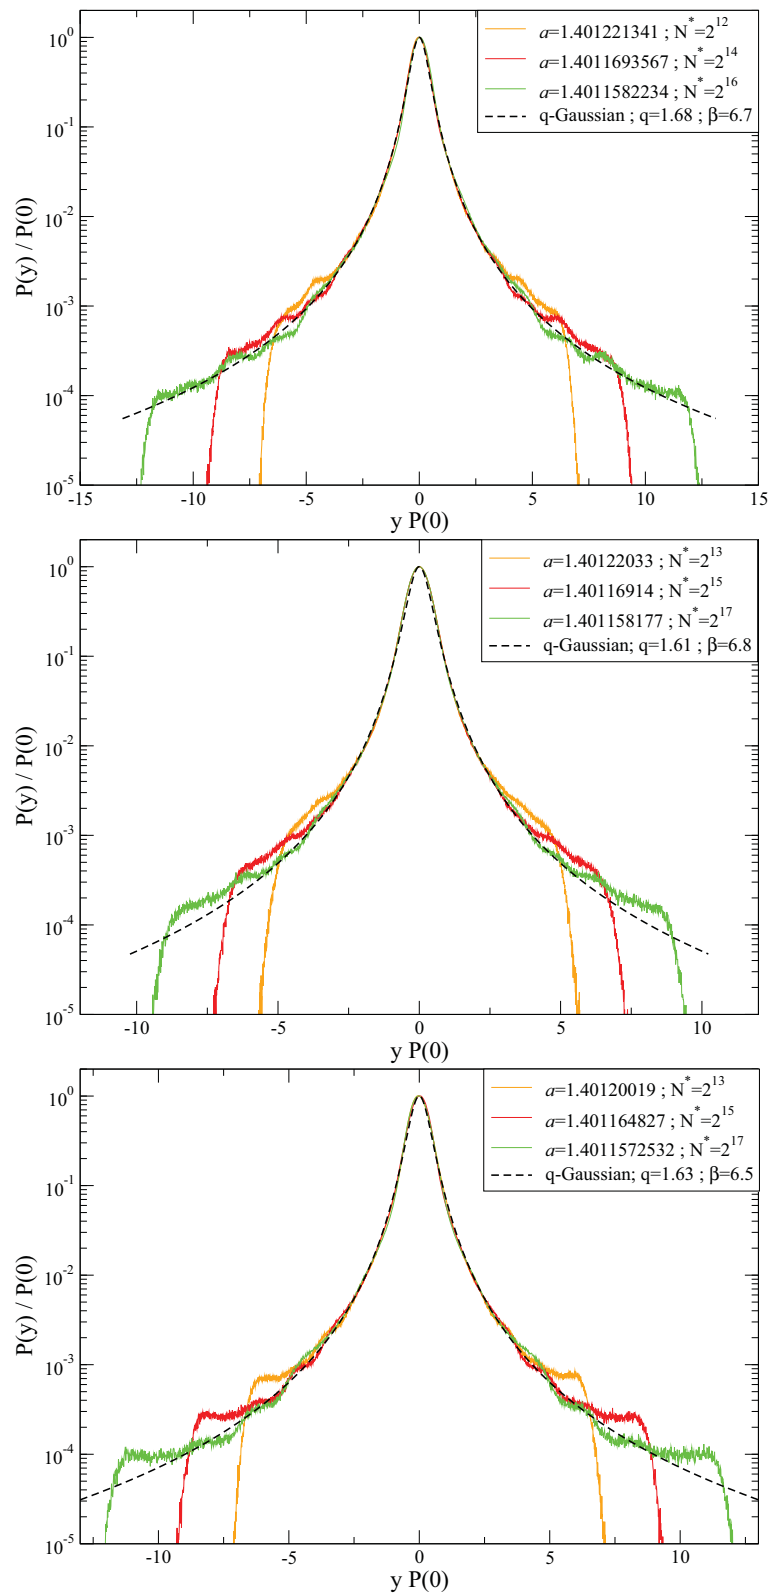 a=1.401221341 ; N*=2^12
a=1.4011693567; N*=2^14
a=1.4011582234; N*=2^16
q-Gaussian ; q=1.68 ; β=6.7
10^0
10^-1
10^-2
10^-3
10^-4
10^-5
P(y) / P(0)
-15 -10 -5 0 5 10 15
y P(0)
a=1.40122033 ; N*=2^13
a=1.40116914 ; N*=2^15
a=1.401158177 ; N*=2^17
q-Gaussian; q=1.61 ; β=6.8
10^0
10^-1
10^-2
10^-3
10^-4
10^-5
P(y) / P(0)
-10 -5 0 5 10
y P(0)
a=1.40120019 ; N*=2^13
a=1.401164827 ; N*=2^15
a=1.4011572532 ; N*=2^17
q-Gaussian; q=1.63 ; β=6.5
10^0
10^-1
10^-2
10^-3
10^-4
10^-5
P(y) / P(0)
-10 -5 0 5 10
y P(0)